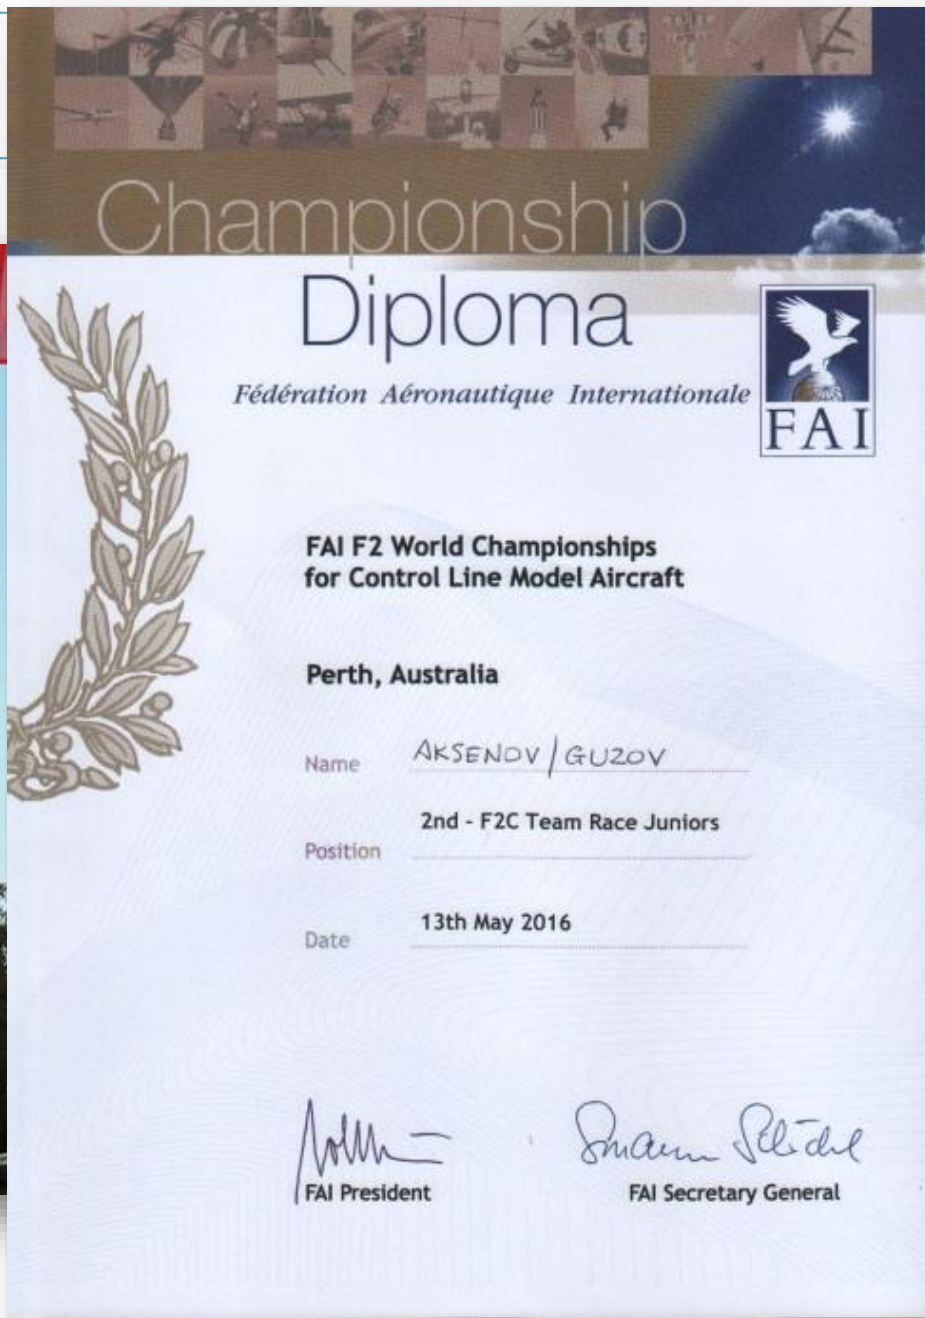 Championship
Diploma
Fédération Aéronautique Internationale
FAI
FAI F2 World Championships
for Control Line Model Aircraft
Perth, Australia
Name AKSENOV/GUZOV
2nd - F2C Team Race Juniors
Position
13th May 2016
Date
FAI President
FAI Secretary General